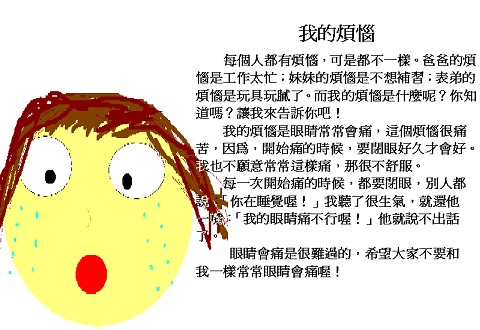 我的煩惱
每個人都有煩惱，可是都不一樣。爸爸的煩
惱是工作太忙；妹妹的煩惱是不想補習；表弟的
煩惱是玩具玩膩了。而我的煩惱是什麼呢？你知
道嗎？讓我來告訴你吧！
我的煩惱是眼睛常常會痛，這個煩惱很痛
苦，因為，開始痛的時候，要閉眼好久才會好。
我也不願意常常這樣痛，那很不舒服。
每一次開始痛的時候，都要閉眼，別人都
說「你在睡覺喔！」我聽了很生氣，就還他
「我的眼睛痛不行喔！」他就說不出話
了。
眼睛會痛是很難過的，希望大家不要和
我一樣常常眼睛會痛喔！